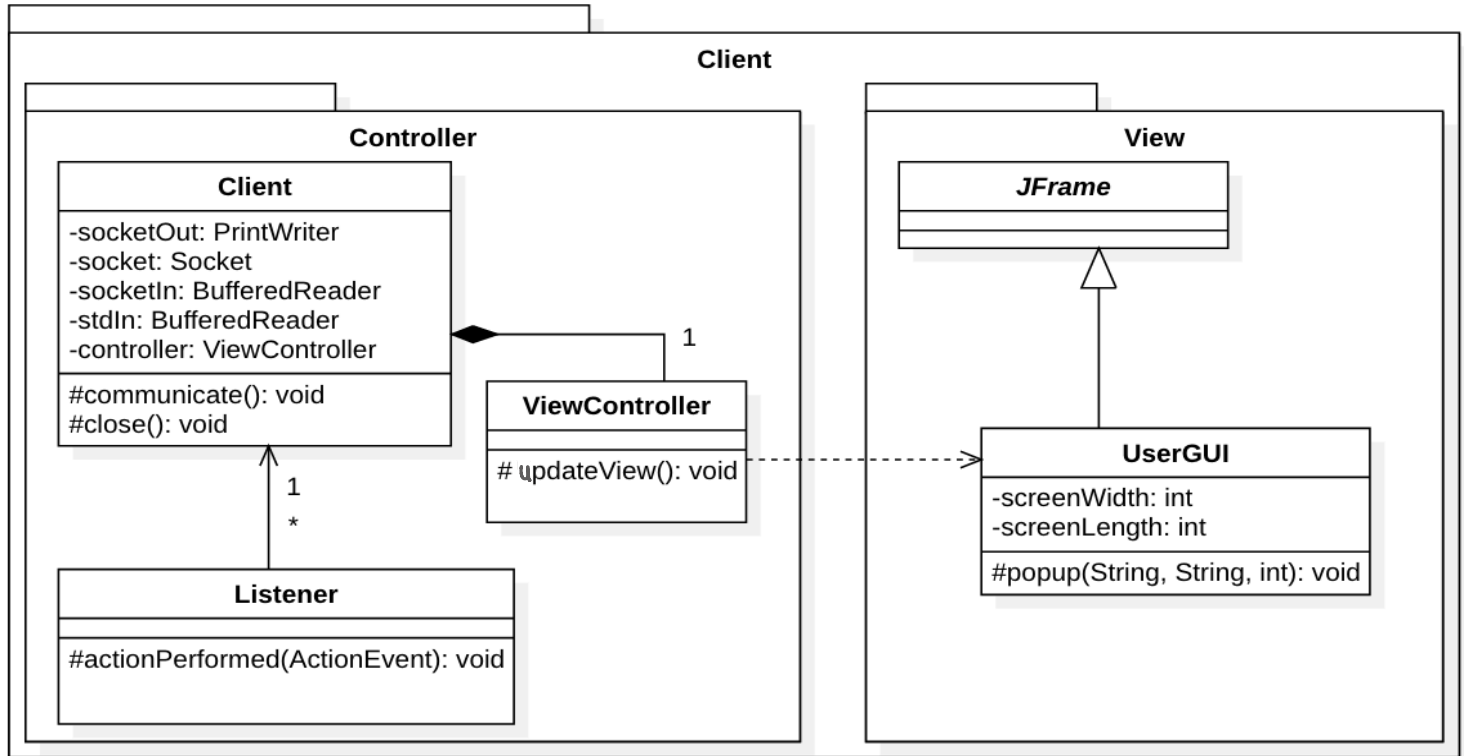 Client
Controller
Client
-socketOut: PrintWriter
-socket: Socket
-socketIn: BufferedReader
-stdIn: BufferedReader
-controller: ViewController
#communicate(): void
#close(): void
1
ViewController
# updateView(): void
1
*
Listener
#actionPerformed(ActionEvent): void
View
JFrame
UserGUI
-screenWidth: int
-screenLength: int
#popup(String, String, int): void